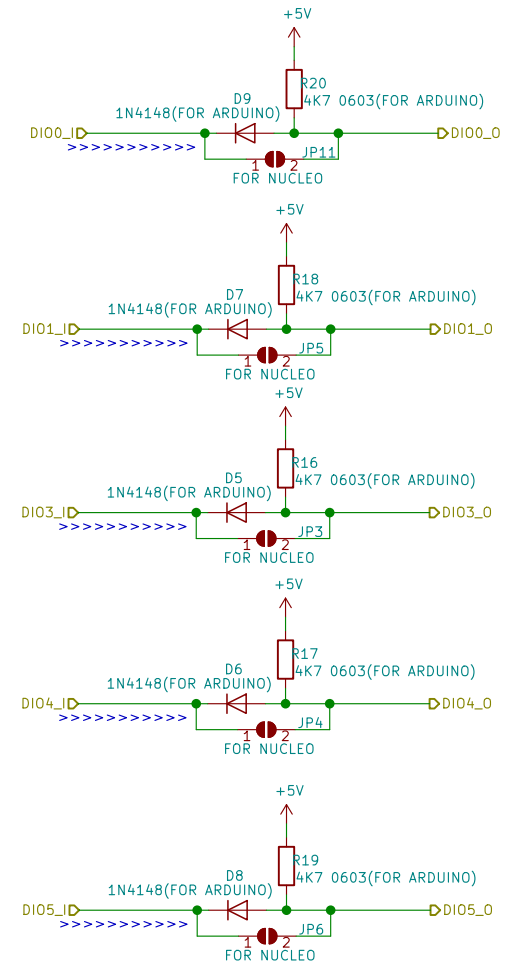 +5V
R20
4K7 0603(FOR ARDUINO)
D9
1N4148(FOR ARDUINO)
DIO0_I
DIO0_O
>>>>>>>>>>>
1 2
JP11
FOR NUCLEO
+5V
R18
4K7 0603(FOR ARDUINO)
D7
1N4148(FOR ARDUINO)
DIO1_I
DIO1_O
>>>>>>>>>>>
1 2
JP5
FOR NUCLEO
+5V
R16
4K7 0603(FOR ARDUINO)
D5
1N4148(FOR ARDUINO)
DIO3_I
DIO3_O
>>>>>>>>>>>
1 2
JP3
FOR NUCLEO
+5V
R17
4K7 0603(FOR ARDUINO)
D6
1N4148(FOR ARDUINO)
DIO4_I
DIO4_O
>>>>>>>>>>>
1 2
JP4
FOR NUCLEO
+5V
R19
4K7 0603(FOR ARDUINO)
D8
1N4148(FOR ARDUINO)
DIO5_I
DIO5_O
>>>>>>>>>>>
1 2
JP6
FOR NUCLEO